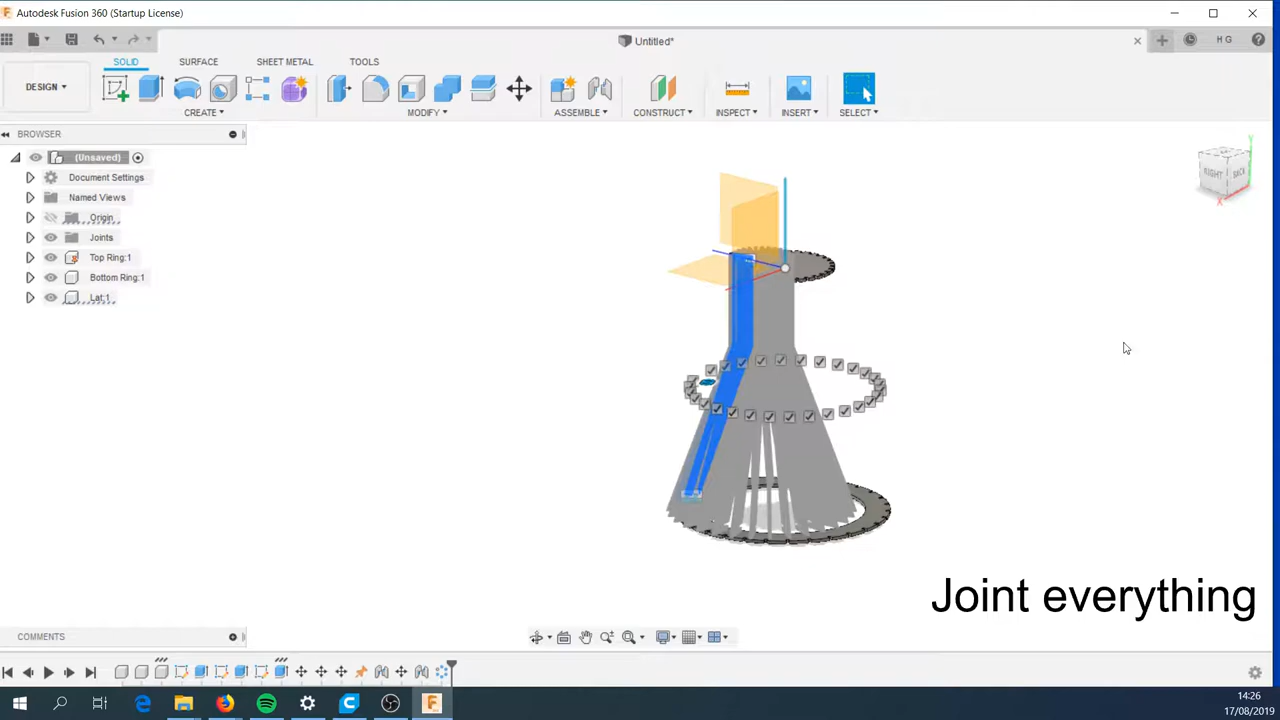 Autodesk Fusion 360 (Startup License)
Untitled*
H G
DESIGN
SOLID
SURFACE
SHEET METAL
TOOLS
CREATE
MODIFY
ASSEMBLE
CONSTRUCT
INSPECT
INSERT
SELECT
BROWSER
(Unsaved)
Document Settings
Named Views
Origin
Joints
Top Ring:1
Bottom Ring:1
Lat:1
RIGHT
BACK
Y
X
Joint everything
COMMENTS
14:26
17/08/2019